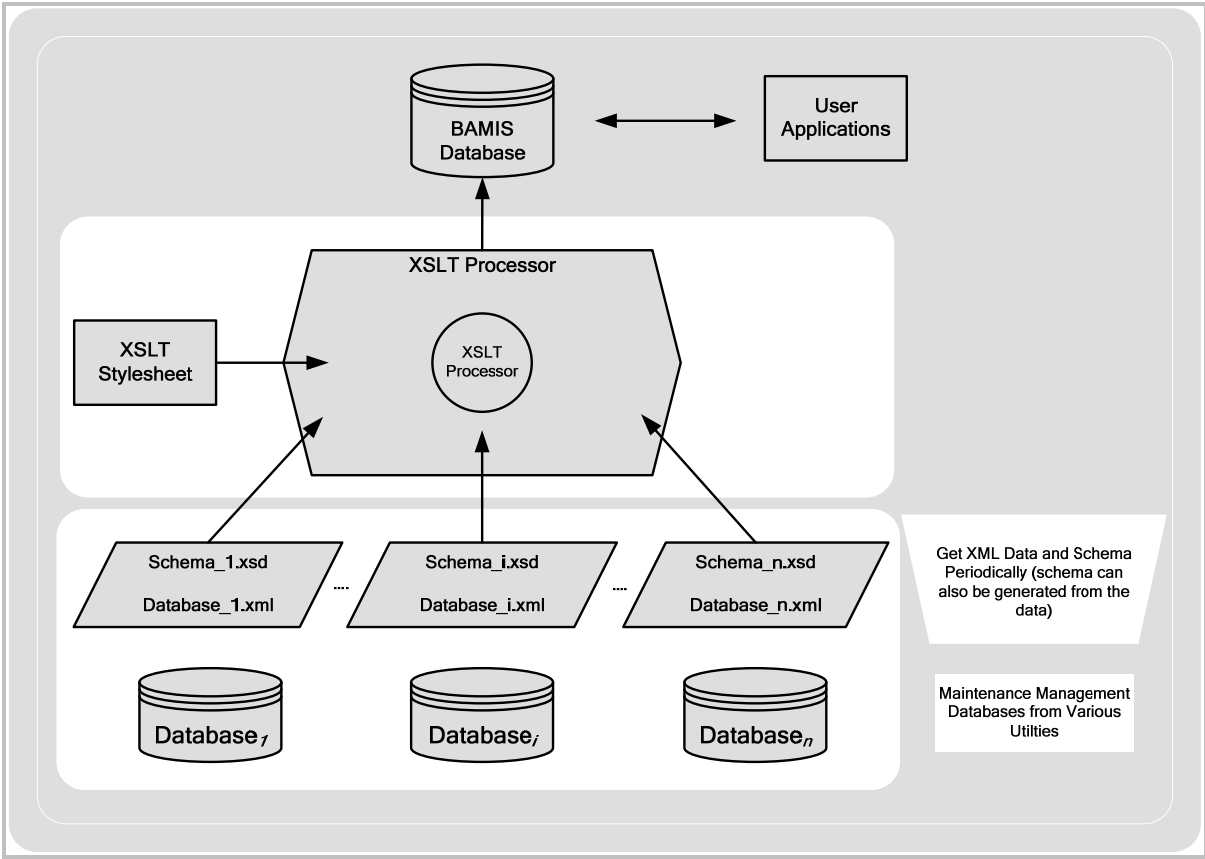 BAMIS
Database
User
Applications
XSLT Processor
XSLT
Stylesheet
XSLT
Processor
Schema_1.xsd
Database_1.xml
....
Schema_i.xsd
Database_i.xml
....
Schema_n.xsd
Database_n.xml
Get XML Data and Schema
Periodically (schema can
also be generated from the
data)
Database1
Databasei
Databasen
Maintenance Management
Databases from Various
Utilties